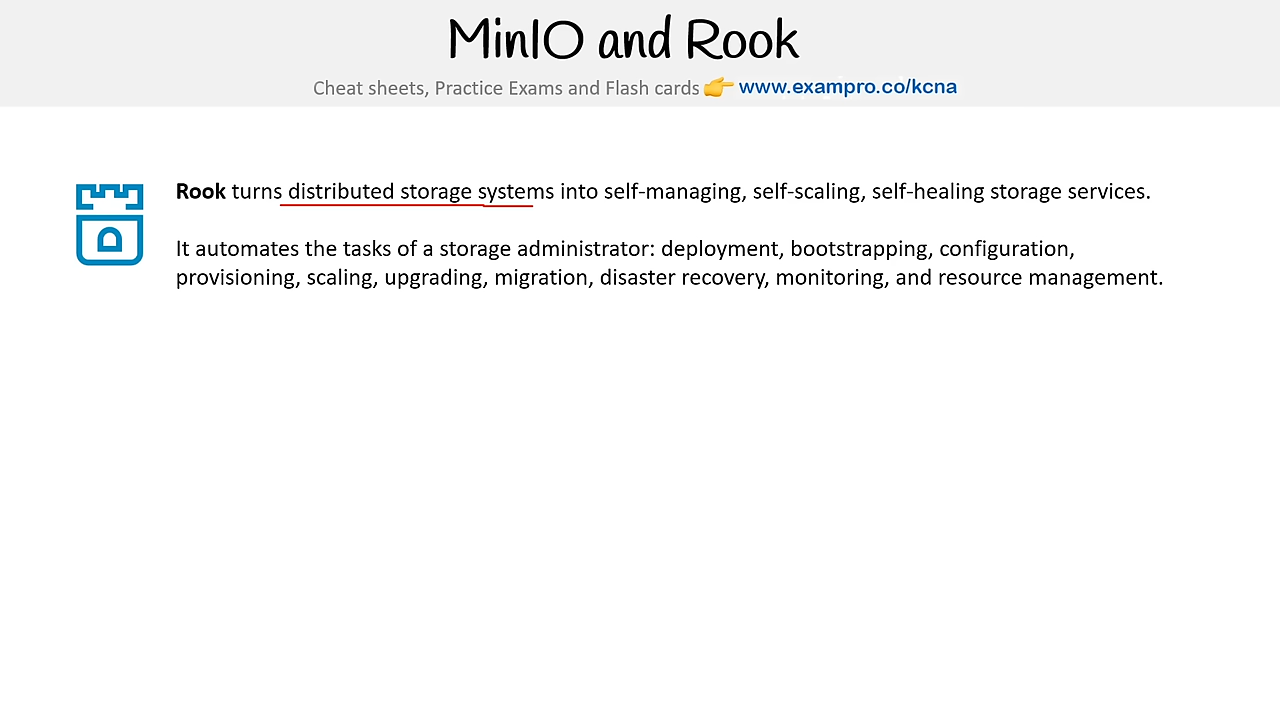 MinIO and Rook
Cheat sheets, Practice Exams and Flash cards 👉 www.exampro.co/kcna
Rook turns distributed storage systems into self-managing, self-scaling, self-healing storage services.
It automates the tasks of a storage administrator: deployment, bootstrapping, configuration,
provisioning, scaling, upgrading, migration, disaster recovery, monitoring, and resource management.